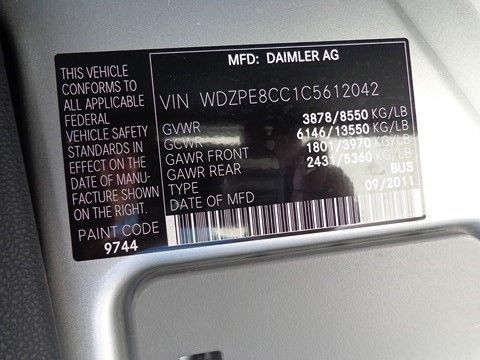 MFD: DAIMLER AG
THIS VEHICLE
CONFORMS TO
ALL APPLICABLE
FEDERAL
VEHICLE SAFETY
STANDARDS IN
EFFECT ON THE
DATE OF MANU-
FACTURE SHOWN
ON THE RIGHT.
PAINT CODE
9744
VIN WDZPE8CC1C5612042
GVWR 3878/8550 KG/LB
GCWR 6146/13550 KG/LB
GAWR FRONT 1801/3970 KG/LB
GAWR REAR 2431/5360 KG/LB
TYPE BUS
DATE OF MFD 09/2011